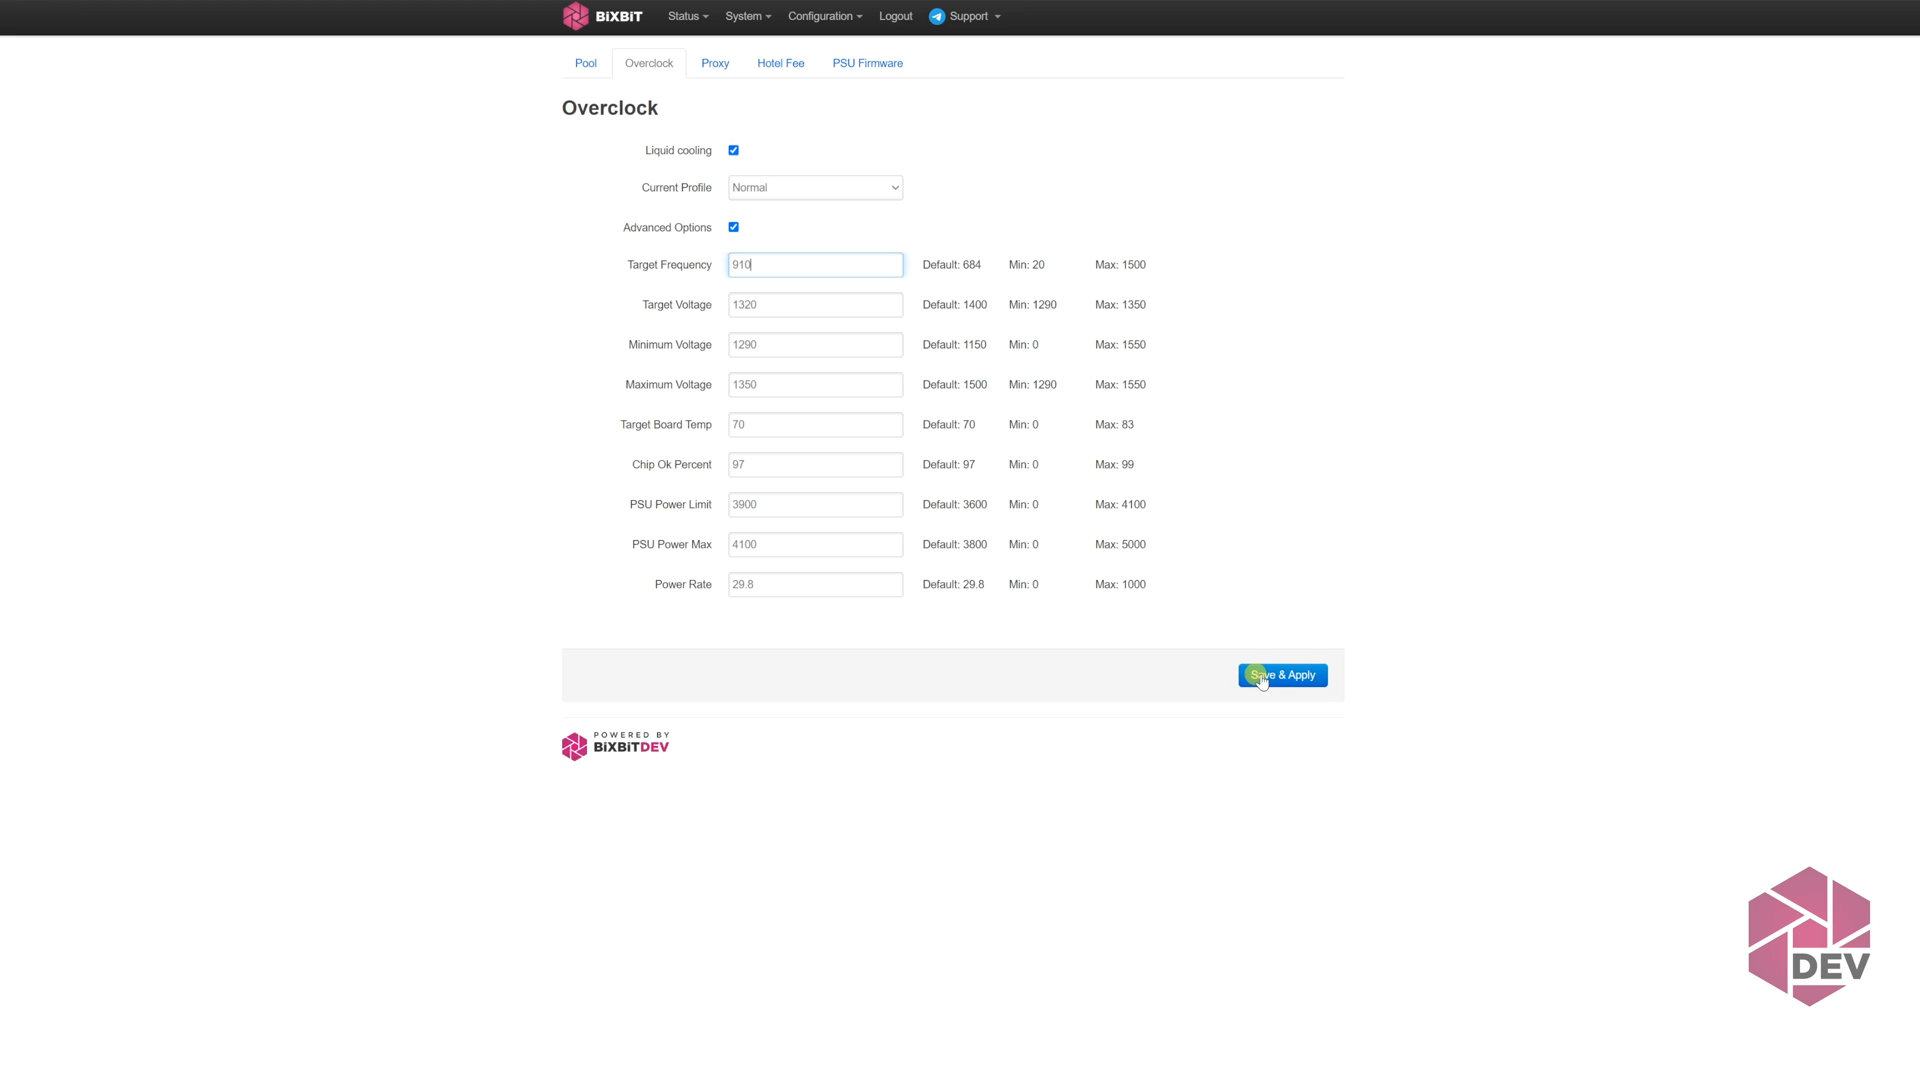 BiXBiT Status System Configuration Logout Support
Pool Overclock Proxy Hotel Fee PSU Firmware
Overclock
Liquid cooling
Current Profile Normal
Advanced Options
Target Frequency 910 Default: 684 Min: 20 Max: 1500
Target Voltage 1320 Default: 1400 Min: 1290 Max: 1350
Minimum Voltage 1290 Default: 1150 Min: 0 Max: 1550
Maximum Voltage 1350 Default: 1500 Min: 1290 Max: 1550
Target Board Temp 70 Default: 70 Min: 0 Max: 83
Chip Ok Percent 97 Default: 97 Min: 0 Max: 99
PSU Power Limit 3900 Default: 3600 Min: 0 Max: 4100
PSU Power Max 4100 Default: 3800 Min: 0 Max: 5000
Power Rate 29.8 Default: 29.8 Min: 0 Max: 1000
Save & Apply
POWERED BY
BiXBiTDEV
DEV